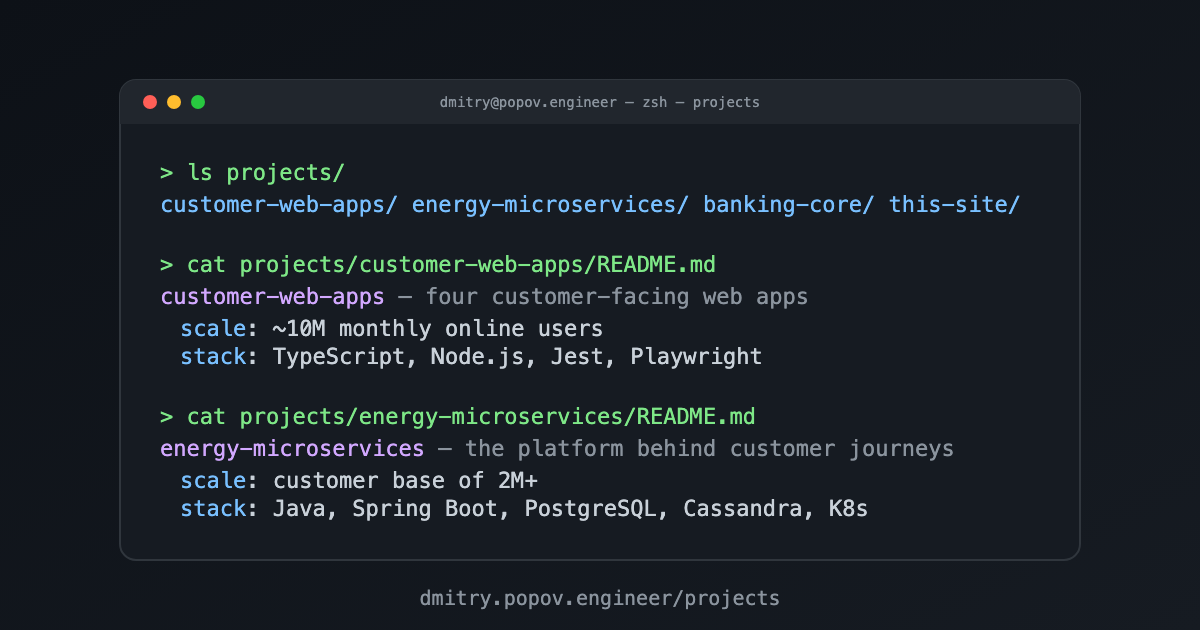 dmitry@popov.engineer — zsh — projects
> ls projects/
customer-web-apps/ energy-microservices/ banking-core/ this-site/
> cat projects/customer-web-apps/README.md
customer-web-apps — four customer-facing web apps
scale: ~10M monthly online users
stack: TypeScript, Node.js, Jest, Playwright
> cat projects/energy-microservices/README.md
energy-microservices — the platform behind customer journeys
scale: customer base of 2M+
stack: Java, Spring Boot, PostgreSQL, Cassandra, K8s
dmitry.popov.engineer/projects